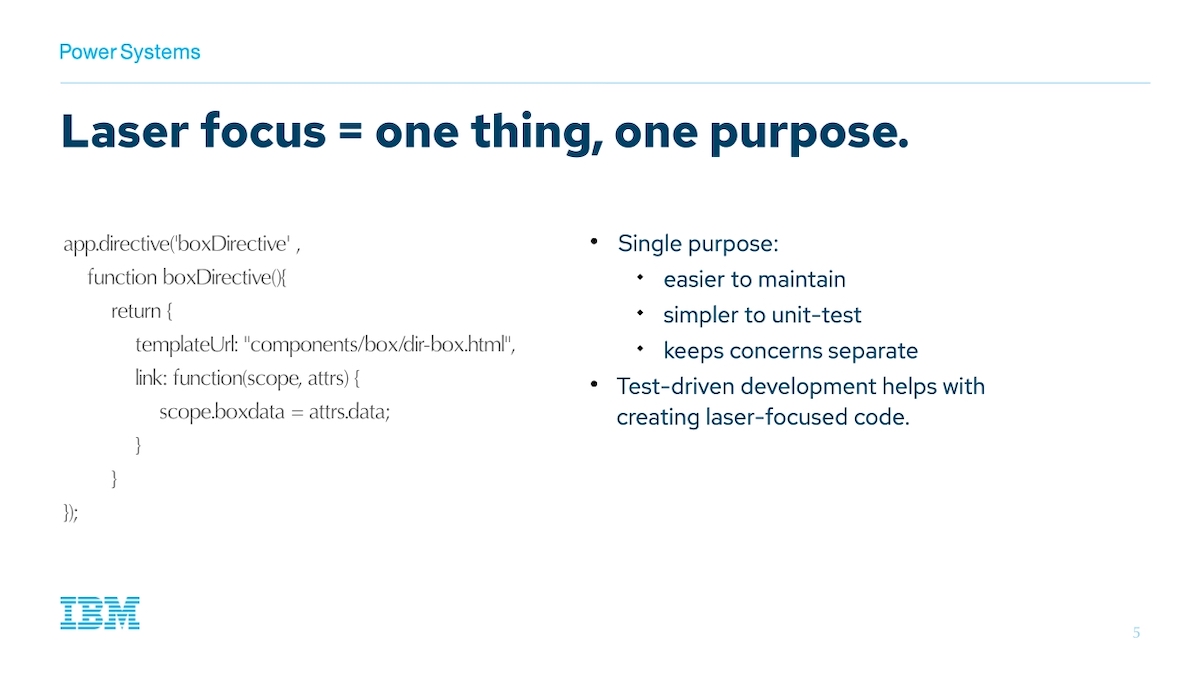 Power Systems
Laser focus = one thing, one purpose.
app.directive('boxDirective' ,
function boxDirective(){
return {
templateUrl: "components/box/dir-box.html",
link: function(scope, attrs) {
scope.boxdata = attrs.data;
}
}
});
• Single purpose:
• easier to maintain
• simpler to unit-test
• keeps concerns separate
• Test-driven development helps with
creating laser-focused code.
IBM
5